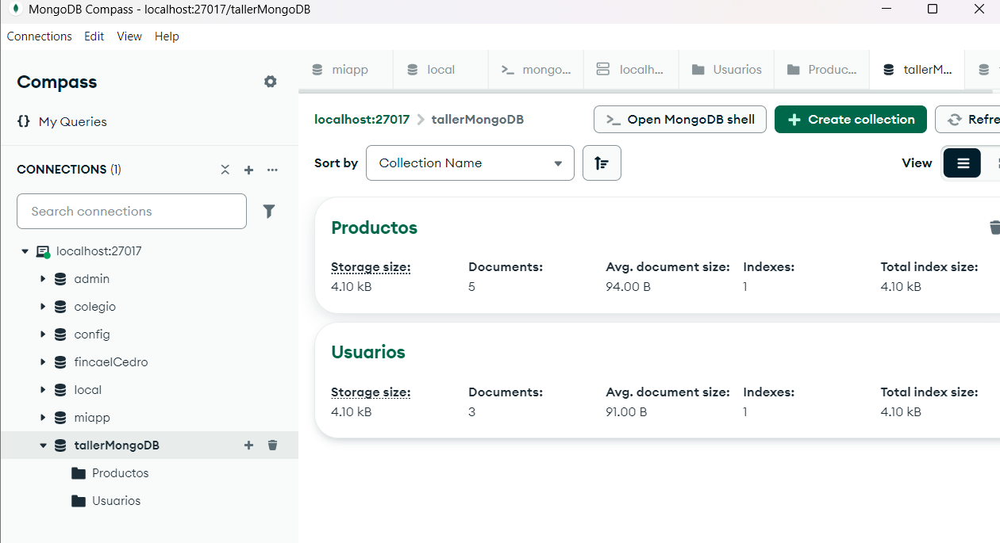 MongoDB Compass - localhost:27017/tallerMongoDB
Connections Edit View Help
Compass
My Queries
CONNECTIONS (1)
Search connections
localhost:27017
admin
colegio
config
fincaelCedro
local
miapp
tallerMongoDB
Productos
Usuarios
miapp local mongo... localh... Usuarios Produc... tallerM...
localhost:27017 tallerMongoDB
>_ Open MongoDB shell
+ Create collection
Refre
Sort by Collection Name
View
Productos
Storage size: Documents: Avg. document size: Indexes: Total index size:
4.10 kB 5 94.00 B 1 4.10 kB
Usuarios
Storage size: Documents: Avg. document size: Indexes: Total index size:
4.10 kB 3 91.00 B 1 4.10 kB